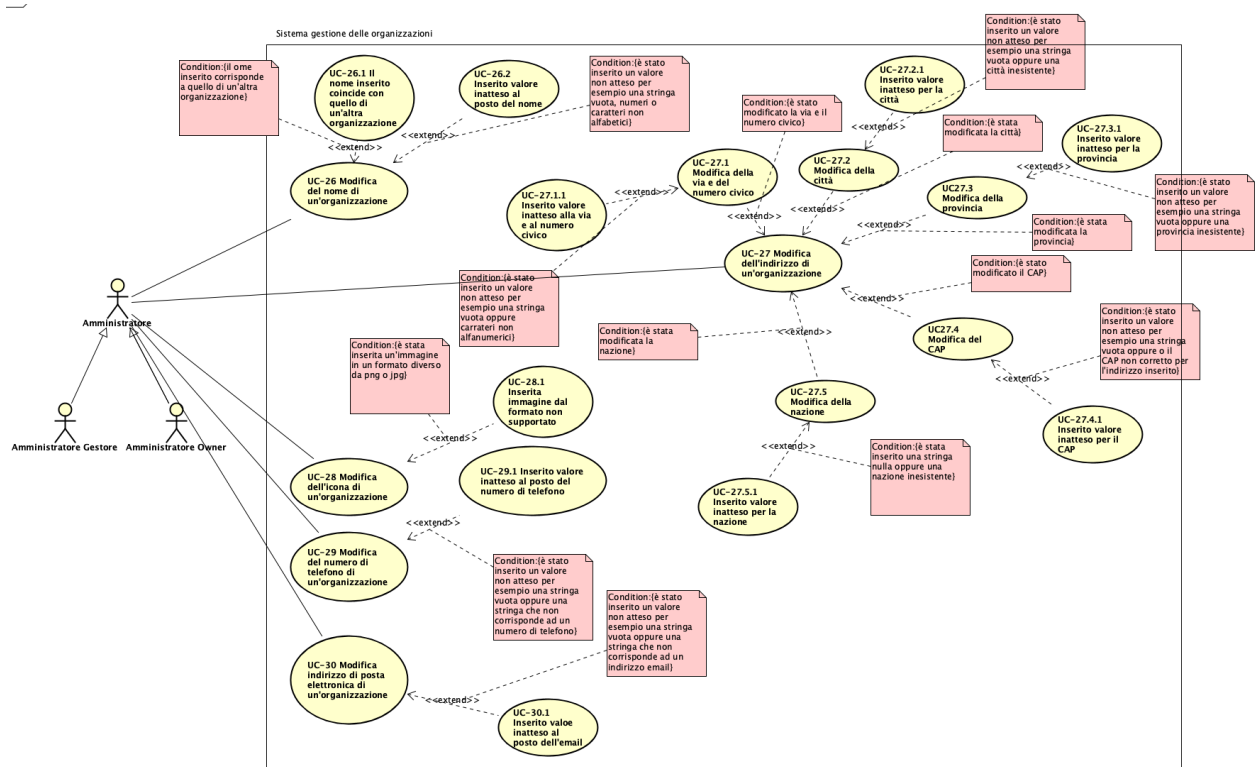 Sistema gestione delle organizzazioni
Condition:{il ome
inserito corrisponde
a quello di un'altra
organizzazione}
UC-26.1 Il
nome inserito
coincide con
quello di
un'altra
organizzazione
UC-26.2
Inserito valore
inatteso al
posto del nome
Condition:{è stato
inserito un valore
non atteso per
esempio una stringa
vuota, numeri o
caratteri non
alfabetici}
<<extend>>
<<extend>>
UC-26 Modifica
del nome di
un'organizzazione
Condition:{è stato
inserito un valore
non atteso per
esempio una stringa
vuota oppure una
città inesistente}
UC-27.2.1
Inserito valore
inatteso per la
città
<<extend>>
Condition:{è stato
modificato la via e il
numero civico}
Condition:{è stata
modificata la città}
UC-27.3.1
Inserito valore
inatteso per la
provincia
<<extend>>
UC-27.1
Modifica della
via e del
numero civico
UC-27.2
Modifica della
città
UC27.3
Modifica della
provincia
Condition:{è stato
inserito un valore
non atteso per
esempio una stringa
vuota oppure una
provincia inesistente}
UC-27.1.1
Inserito valore
inatteso alla via
e al numero
civico
<<extend>>
<<extend>>
<<extend>>
<<extend>>
Condition:{è stata
modificata la
provincia}
UC-27 Modifica
dell'indirizzo di
un'organizzazione
Condition:{è stato
modificato il CAP}
<<extend>>
Condition:{è stato
inserito un valore
non atteso per
esempio una stringa
vuota oppure
carrateri non
alfanumerici}
Amministratore
Condition:{è stata
modificata la
nazione}
<<extend>>
UC27.4
Modifica del
CAP
Condition:{è stato
inserito un valore
non atteso per
esempio una stringa
vuota oppure o il
CAP non corretto per
l'indirizzo inserito}
<<extend>>
Condition:{è stata
inserita un'immagine
in un formato diverso
da png o jpg}
UC-28.1
Inserita
immagine dal
formato non
supportato
UC-27.5
Modifica della
nazione
UC-27.4.1
Inserito valore
inatteso per il
CAP
Amministratore Gestore
Amministratore Owner
<<extend>>
<<extend>>
Condition:{è stata
inserito una stringa
nulla oppure una
nazione inesistente}
UC-28 Modifica
dell'icona di
un'organizzazione
UC-29.1 Inserito valore
inatteso al posto del
numero di telefono
UC-27.5.1
Inserito valore
inatteso per la
nazione
<<extend>>
UC-29 Modifica
del numero di
telefono di
un'organizzazione
Condition:{è stato
inserito un valore
non atteso per
esempio una stringa
vuota oppure una
stringa che non
corrisponde ad un
numero di telefono}
Condition:{è stato
inserito un valore
non atteso per
esempio una stringa
vuota oppure una
stringa che non
corrisponde ad un
indirizzo email}
UC-30 Modifica
indirizzo di posta
elettronica di
un'organizzazione
<<extend>>
UC-30.1
Inserito valoe
inatteso al
posto dell'email